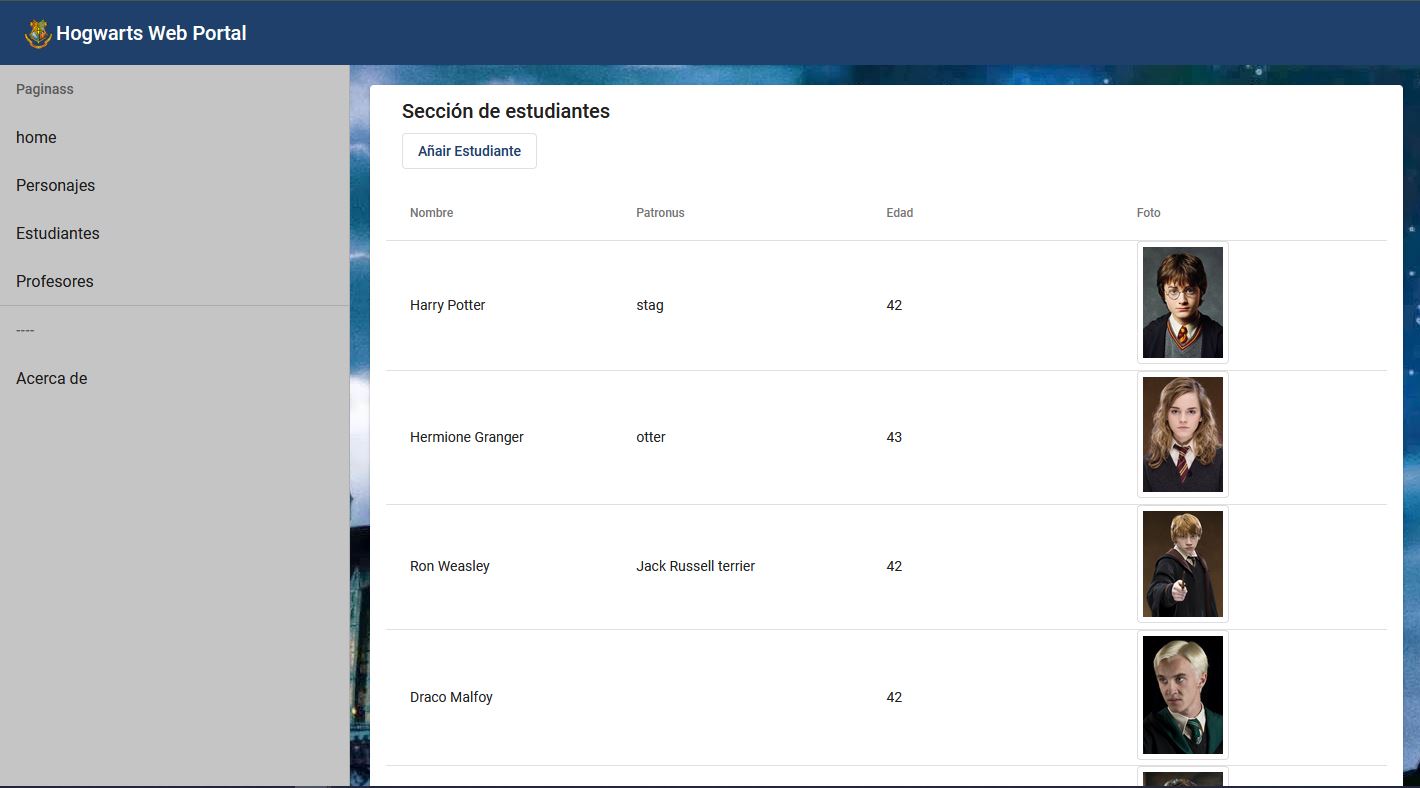 Hogwarts Web Portal
Paginass
home
Personajes
Estudiantes
Profesores
----
Acerca de
Sección de estudiantes
Añair Estudiante
Nombre Patronus Edad Foto
Harry Potter stag 42
Hermione Granger otter 43
Ron Weasley Jack Russell terrier 42
Draco Malfoy 42